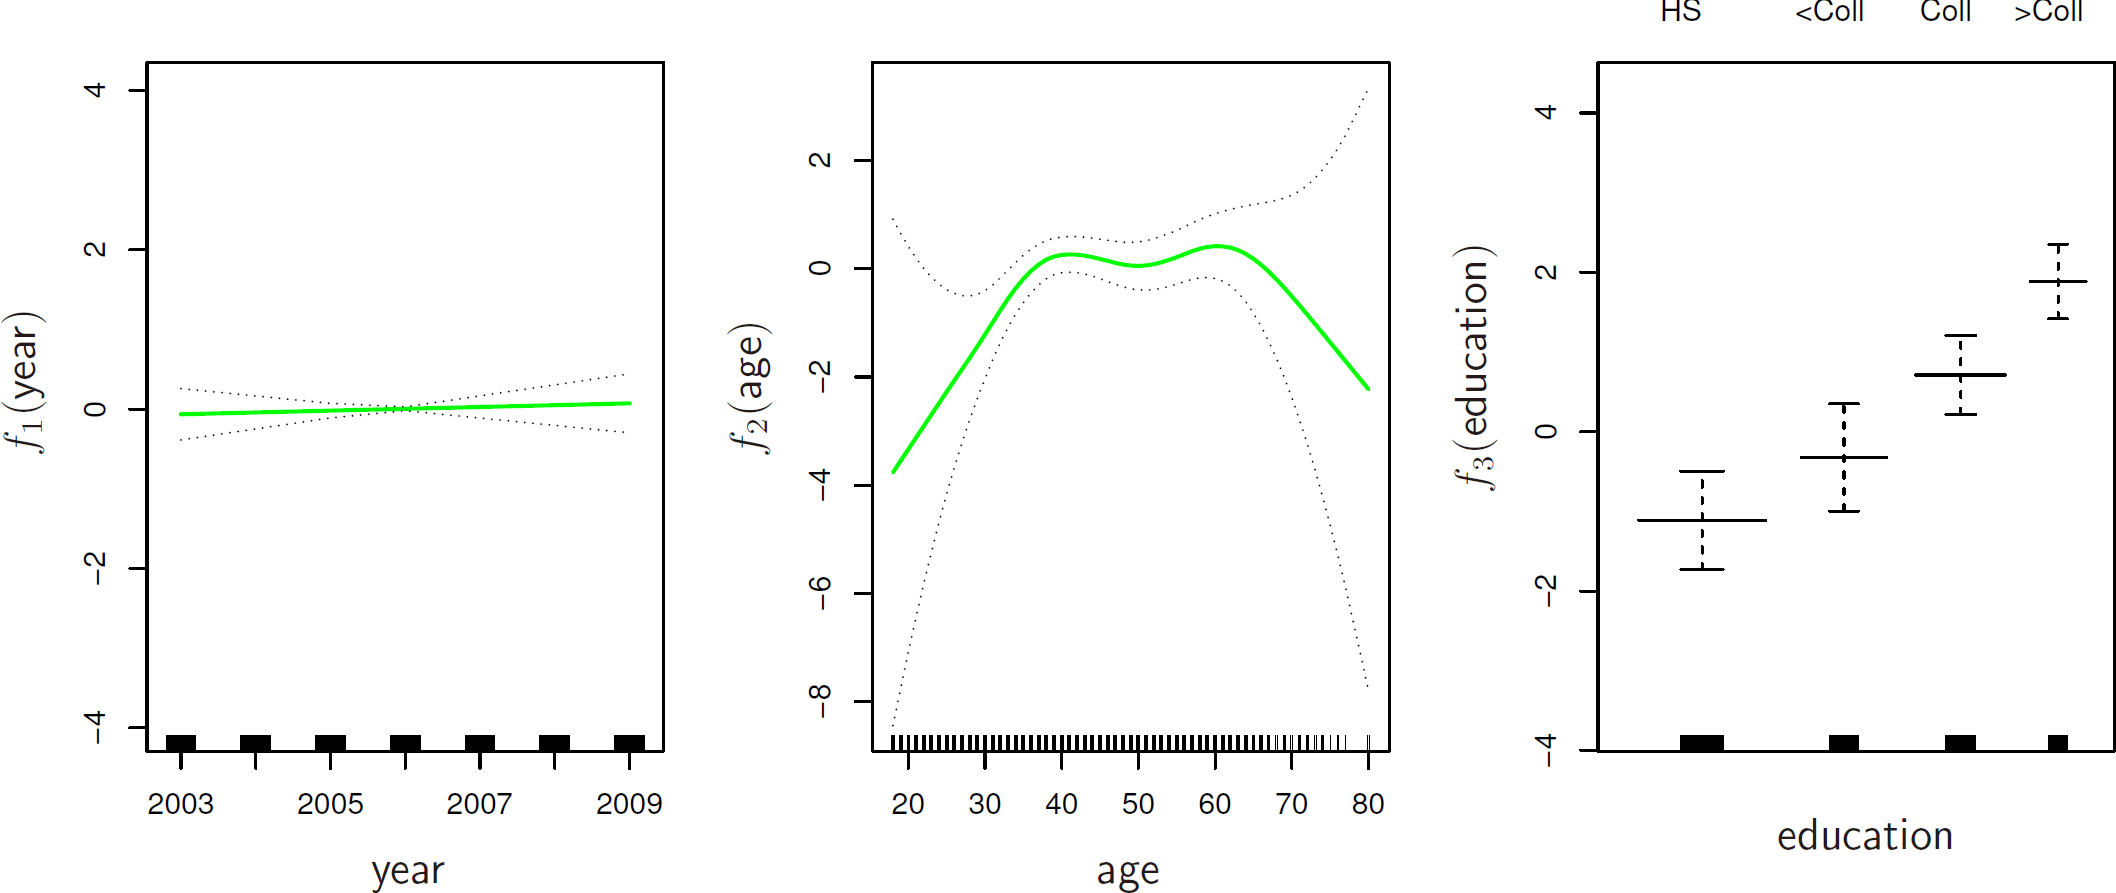 HS <Coll Coll >Coll
f1(year)
4
2
0
−2
−4
2003 2005 2007 2009
year
f2(age)
2
0
−2
−4
−6
−8
20 30 40 50 60 70 80
age
f3(education)
4
2
0
−2
−4
education